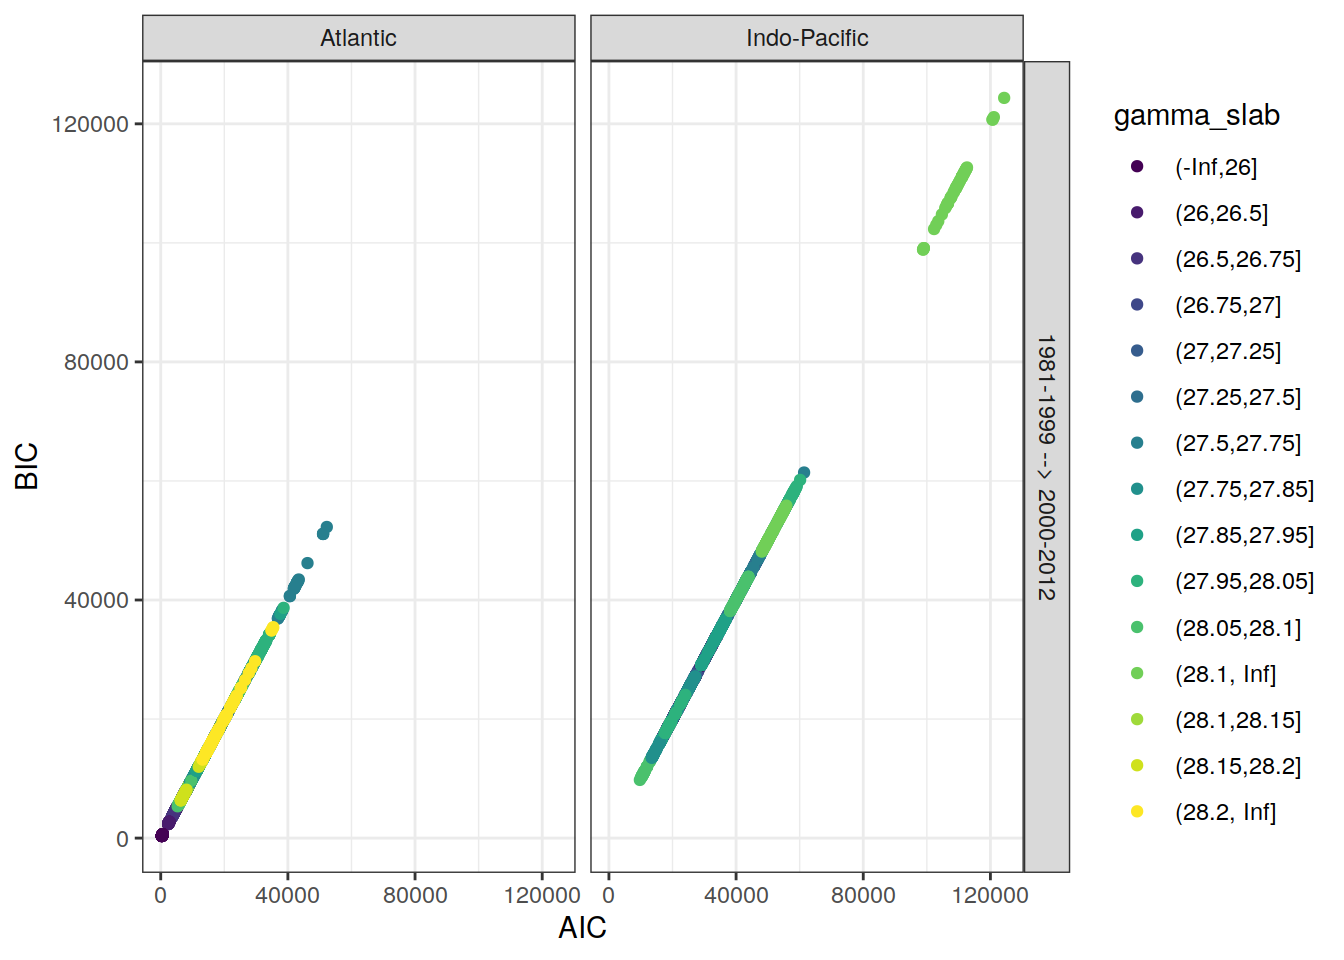 Atlantic
Indo-Pacific
120000
80000
40000
0
BIC
0
40000
80000
120000
0
40000
80000
120000
AIC
1981-1999 --> 2000-2012
gamma_slab
(-Inf,26]
(26,26.5]
(26.5,26.75]
(26.75,27]
(27,27.25]
(27.25,27.5]
(27.5,27.75]
(27.75,27.85]
(27.85,27.95]
(27.95,28.05]
(28.05,28.1]
(28.1, Inf]
(28.1,28.15]
(28.15,28.2]
(28.2, Inf]